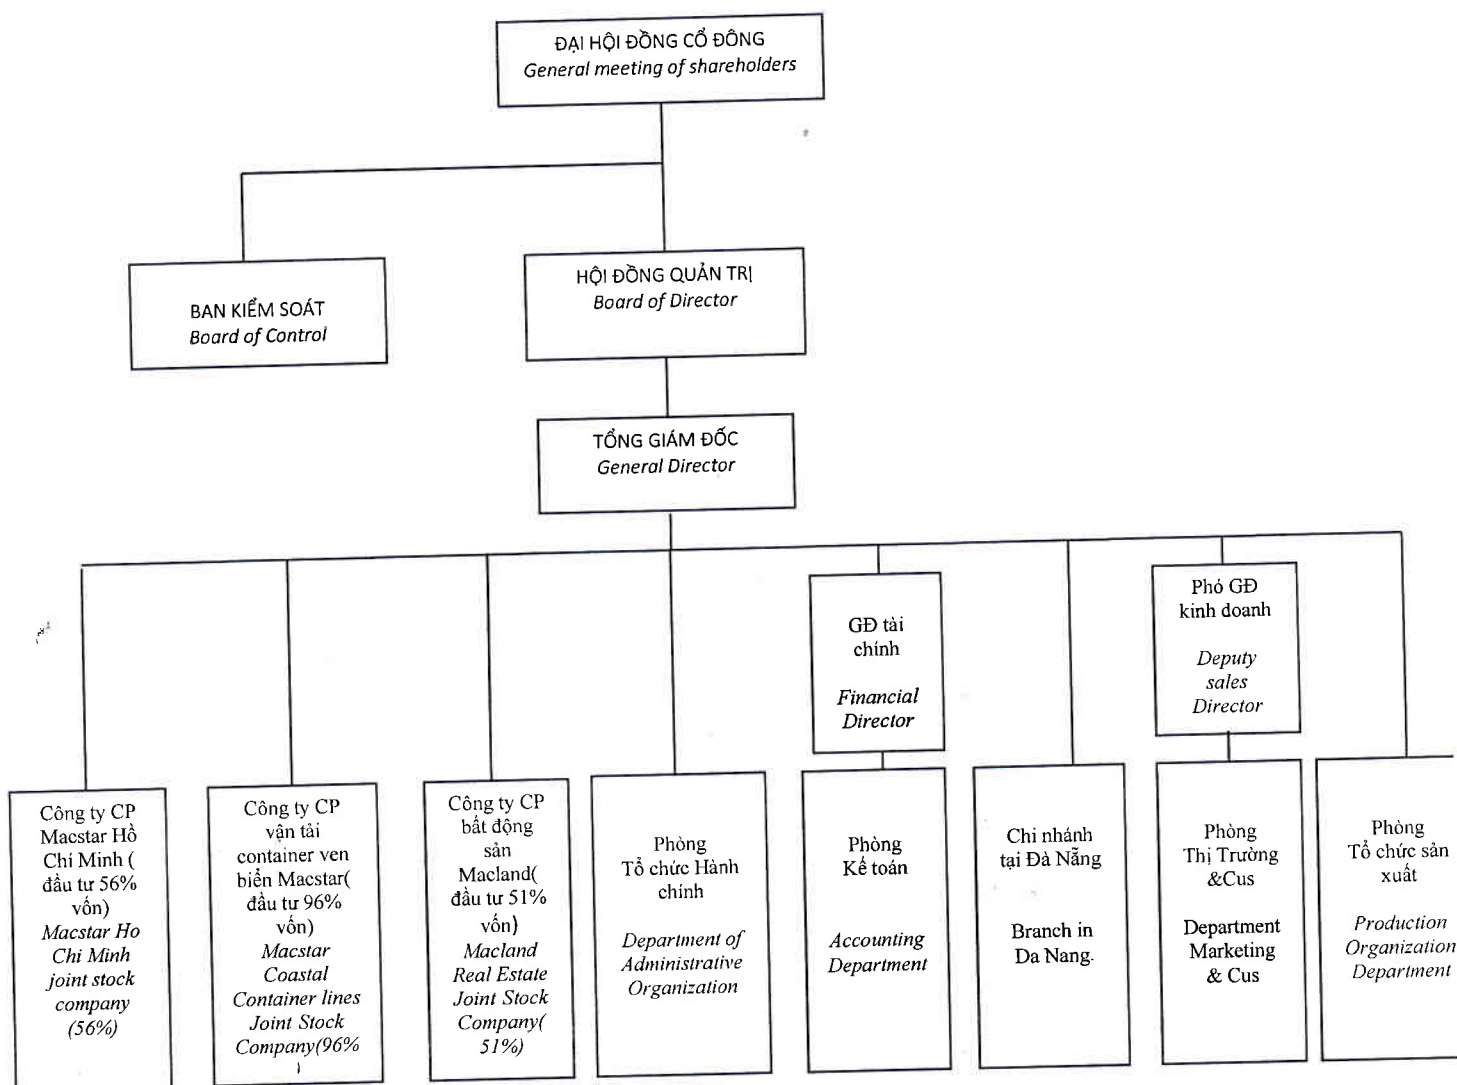 ĐẠI HỘI ĐỒNG CỔ ĐÔNG
General meeting of shareholders
BAN KIỂM SOÁT
Board of Control
HỘI ĐỒNG QUẢN TRỊ
Board of Director
TỔNG GIÁM ĐỐC
General Director
GĐ tài
chính
Financial
Director
Phó GĐ
kinh doanh
Deputy
sales
Director
Công ty CP
Macstar Hồ
Chí Minh (
đầu tư 56%
vốn)
Macstar Ho
Chi Minh
joint stock
company
(56%)
Công ty CP
vận tải
container ven
biển Macstar(
đầu tư 96%
vốn)
Macstar
Coastal
Container lines
Joint Stock
Company(96%
)
Công ty CP
bất động
sản
Macland(
đầu tư 51%
vốn)
Macland
Real Estate
Joint Stock
Company(
51%)
Phòng
Tổ chức Hành
chính
Department of
Administrative
Organization
Phòng
Kế toán
Accounting
Department
Chi nhánh
tại Đà Nẵng
Branch in
Da Nang.
Phòng
Thị Trường
&Cus
Department
Marketing
& Cus
Phòng
Tổ chức sản
xuất
Production
Organization
Department